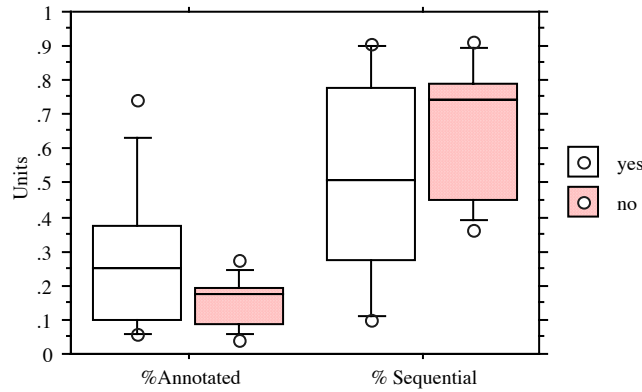 1
.9
.8
.7
.6
.5
.4
.3
.2
.1
0
Units
%Annotated
% Sequential
yes
no